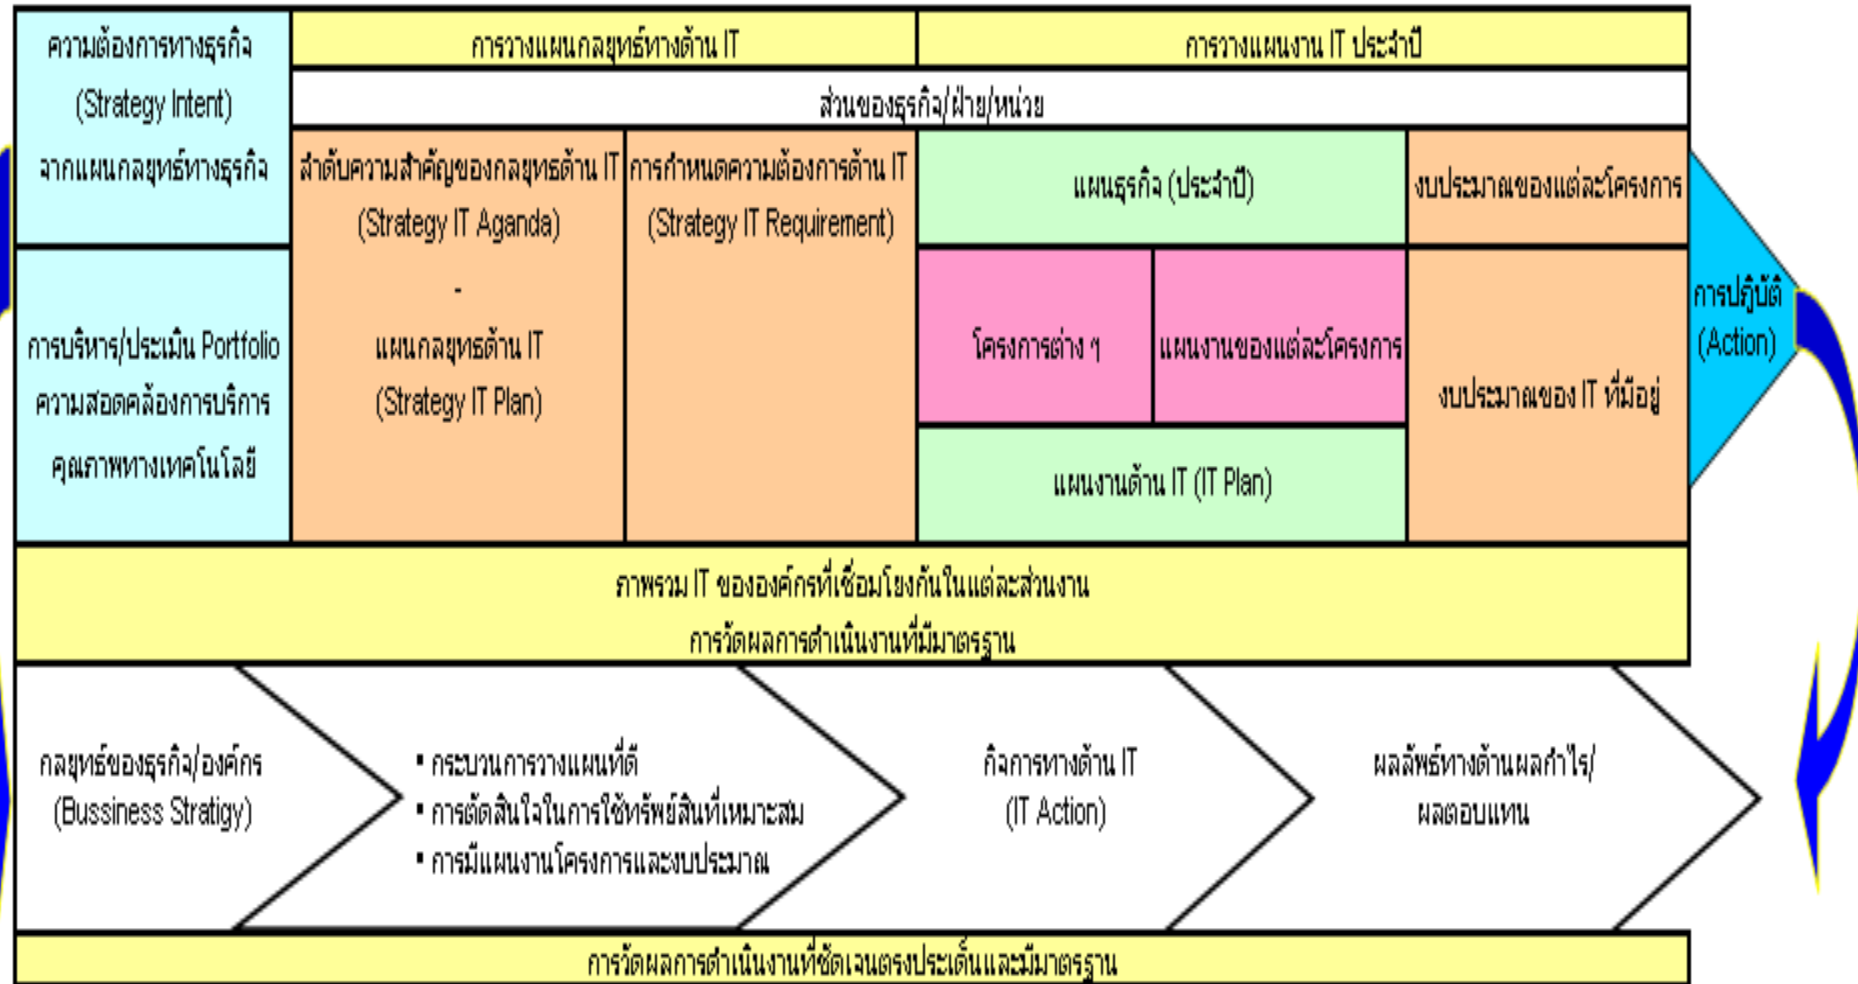 ความต้องการทางธุรกิจ
(Strategy Intent)
จากแผนกลยุทธ์ทางธุรกิจ
การวางแผนกลยุทธ์ทางด้าน IT
การวางแผนงาน IT ประจำปี
ส่วนของธุรกิจ/ฝ่าย/หน่วย
ลำดับความสำคัญของกลยุทธด้าน IT
(Strategy IT Aganda)
-
แผนกลยุทธด้าน IT
(Strategy IT Plan)
การกำหนดความต้องการด้าน IT
(Strategy IT Requirement)
แผนธุรกิจ (ประจำปี)
งบประมาณของแต่ละโครงการ
การบริหาร/ประเมิน Portfolio
ความสอดคล้องการบริการ
คุณภาพทางเทคโนโลยี
โครงการต่าง ๆ
แผนงานของแต่ละโครงการ
งบประมาณของ IT ที่มีอยู่
แผนงานด้าน IT (IT Plan)
การปฎิบัติ
(Action)
ภาพรวม IT ขององค์กรที่เชื่อมโยงกันในแต่ละส่วนงาน
การวัดผลการดำเนินงานที่มีมาตรฐาน
กลยุทธ์ของธุรกิจ/องค์กร
(Bussiness Stratigy)
▪ กระบวนการวางแผนที่ดี
▪ การตัดสินใจในการใช้ทรัพย์สินที่เหมาะสม
▪ การมีแผนงานโครงการและงบประมาณ
กิจการทางด้าน IT
(IT Action)
ผลลัพธ์ทางด้านผลกำไร/
ผลตอบแทน
การวัดผลการดำเนินงานที่ชัดเจนตรงประเด็นและมีมาตรฐาน